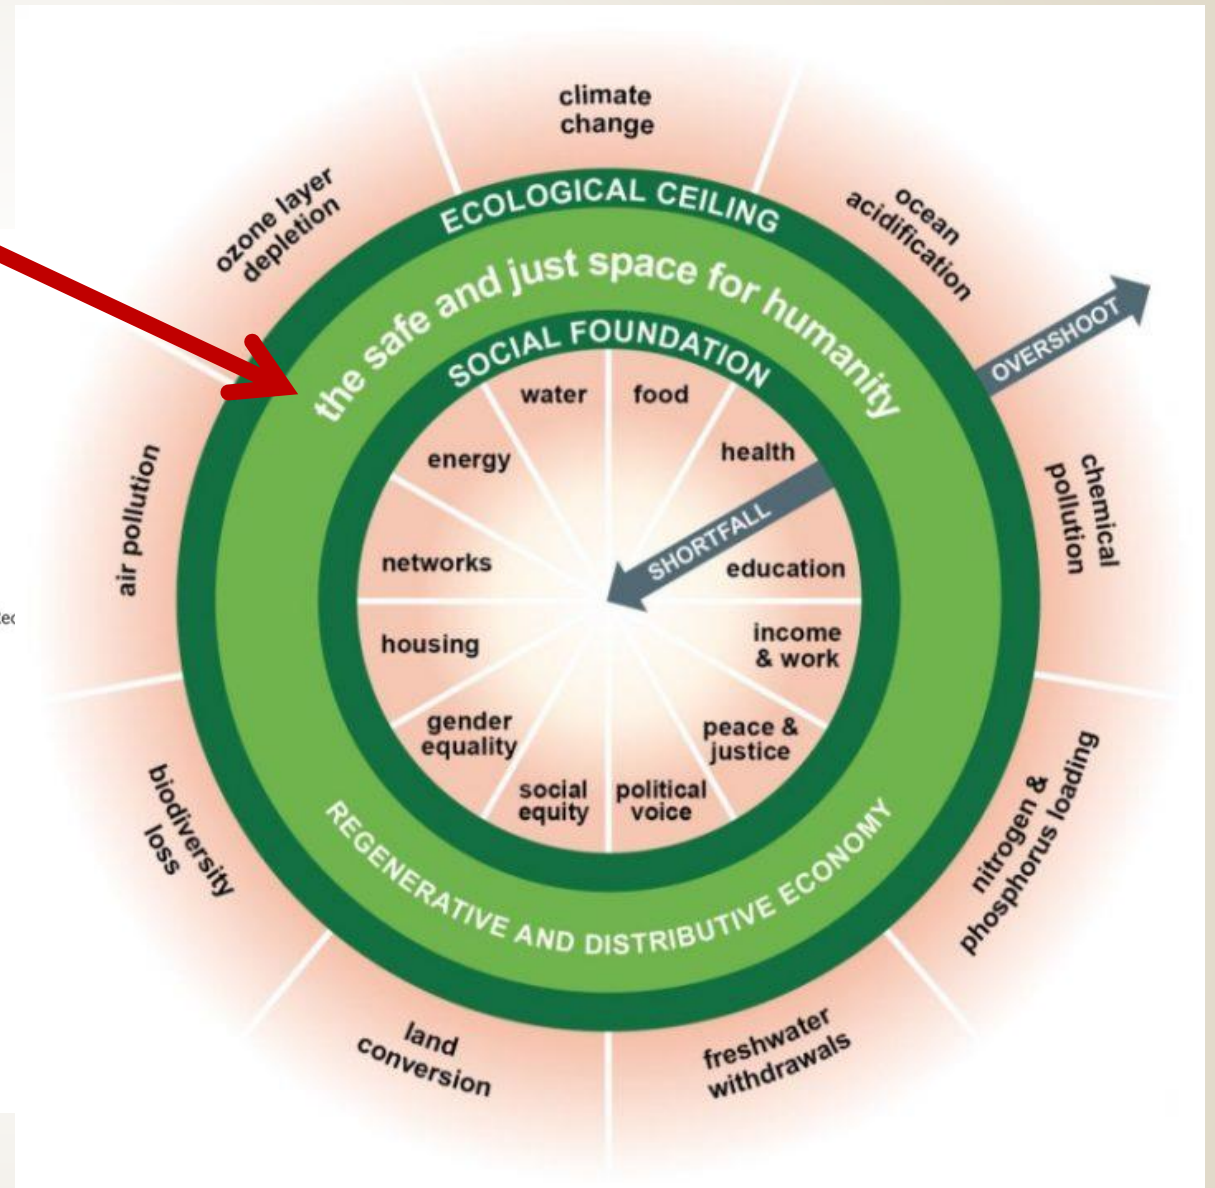 climate
change
ocean
acidification
OVERSHOOT
chemical
pollution
nitrogen &
phosphorus loading
freshwater
withdrawals
land
conversion
biodiversity
loss
air pollution
ozone layer
depletion
ECOLOGICAL CEILING
the safe and just space for humanity
SOCIAL FOUNDATION
water
food
health
SHORTFALL
education
income
& work
peace &
justice
political
voice
social
equity
gender
equality
housing
networks
energy
REGENERATIVE AND DISTRIBUTIVE ECONOMY